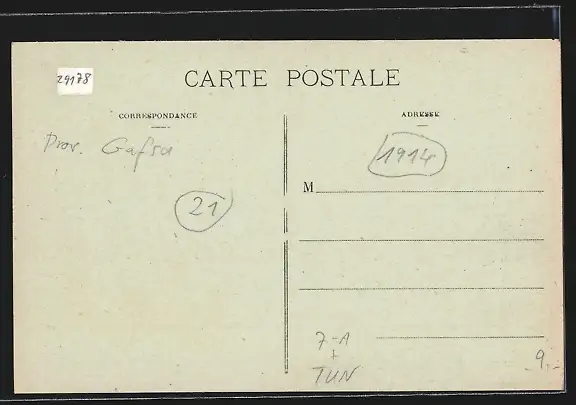 29178
CARTE POSTALE
CORRESPONDANCE
ADRESSE
Prov. Gafsa
1914
M
21
7-1
+
TUN
9,-